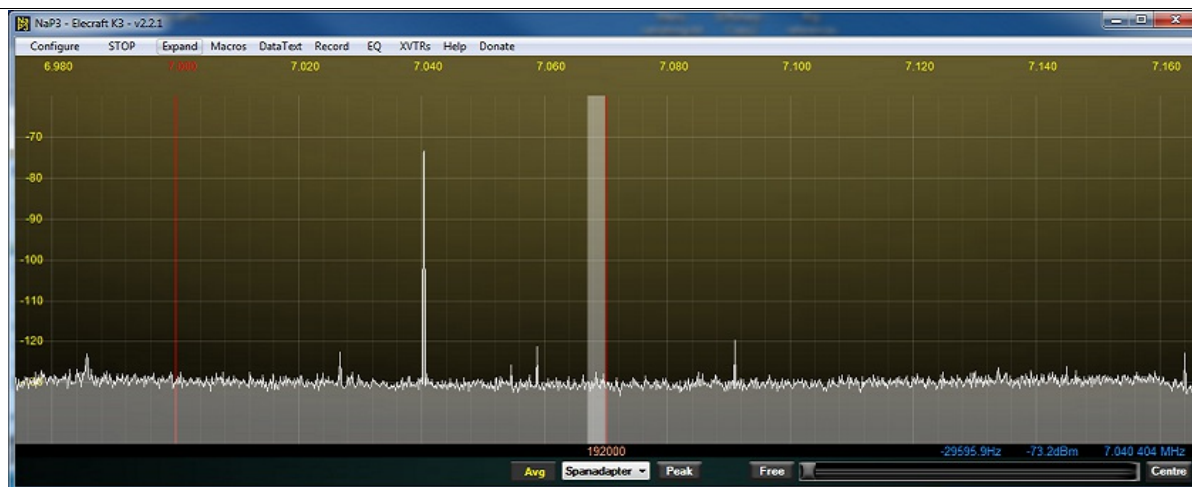 NaP3 - Elecraft K3 - v2.2.1
Configure STOP Expand Macros DataText Record EQ XVTRs Help Donate
6.980 7.000 7.020 7.040 7.060 7.080 7.100 7.120 7.140 7.160
-70
-80
-90
-100
-110
-120
192000 -29595.9Hz -73.2dBm 7.040 404 MHz
Avg Spanadapter Peak Free Centre